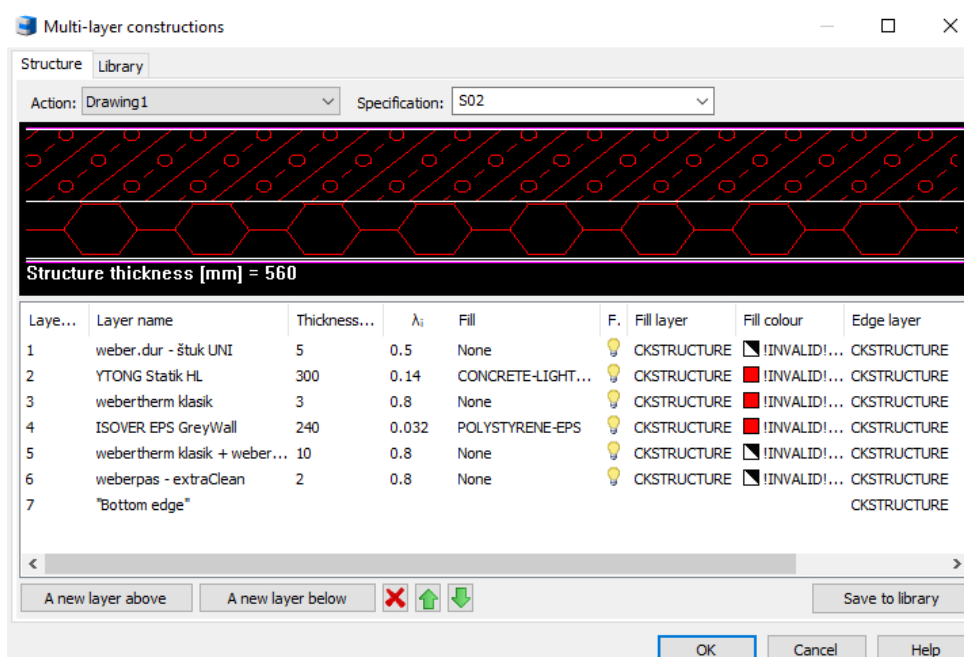 Multi-layer constructions
Structure Library
Action: Drawing1 Specification: S02
Structure thickness [mm] = 560
Laye... Layer name Thickness... λi Fill F. Fill layer Fill colour Edge layer
1 weber.dur - štuk UNI 5 0.5 None CKSTRUCTURE !INVALID!... CKSTRUCTURE
2 YTONG Statik HL 300 0.14 CONCRETE-LIGHT... CKSTRUCTURE !INVALID!... CKSTRUCTURE
3 webertherm klasik 3 0.8 None CKSTRUCTURE !INVALID!... CKSTRUCTURE
4 ISOVER EPS GreyWall 240 0.032 POLYSTYRENE-EPS CKSTRUCTURE !INVALID!... CKSTRUCTURE
5 webertherm klasik + weber... 10 0.8 None CKSTRUCTURE !INVALID!... CKSTRUCTURE
6 weberpas - extraClean 2 0.8 None CKSTRUCTURE !INVALID!... CKSTRUCTURE
7 "Bottom edge" CKSTRUCTURE
A new layer above A new layer below Save to library
OK Cancel Help